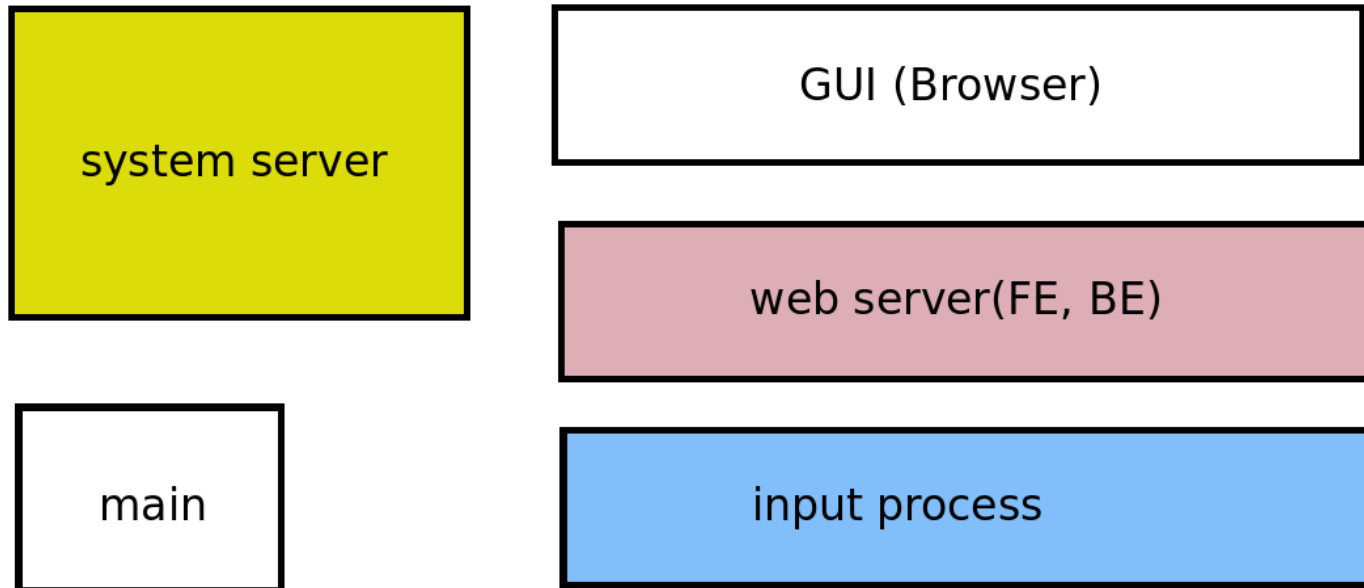 system server
GUI (Browser)
web server(FE, BE)
main
input process